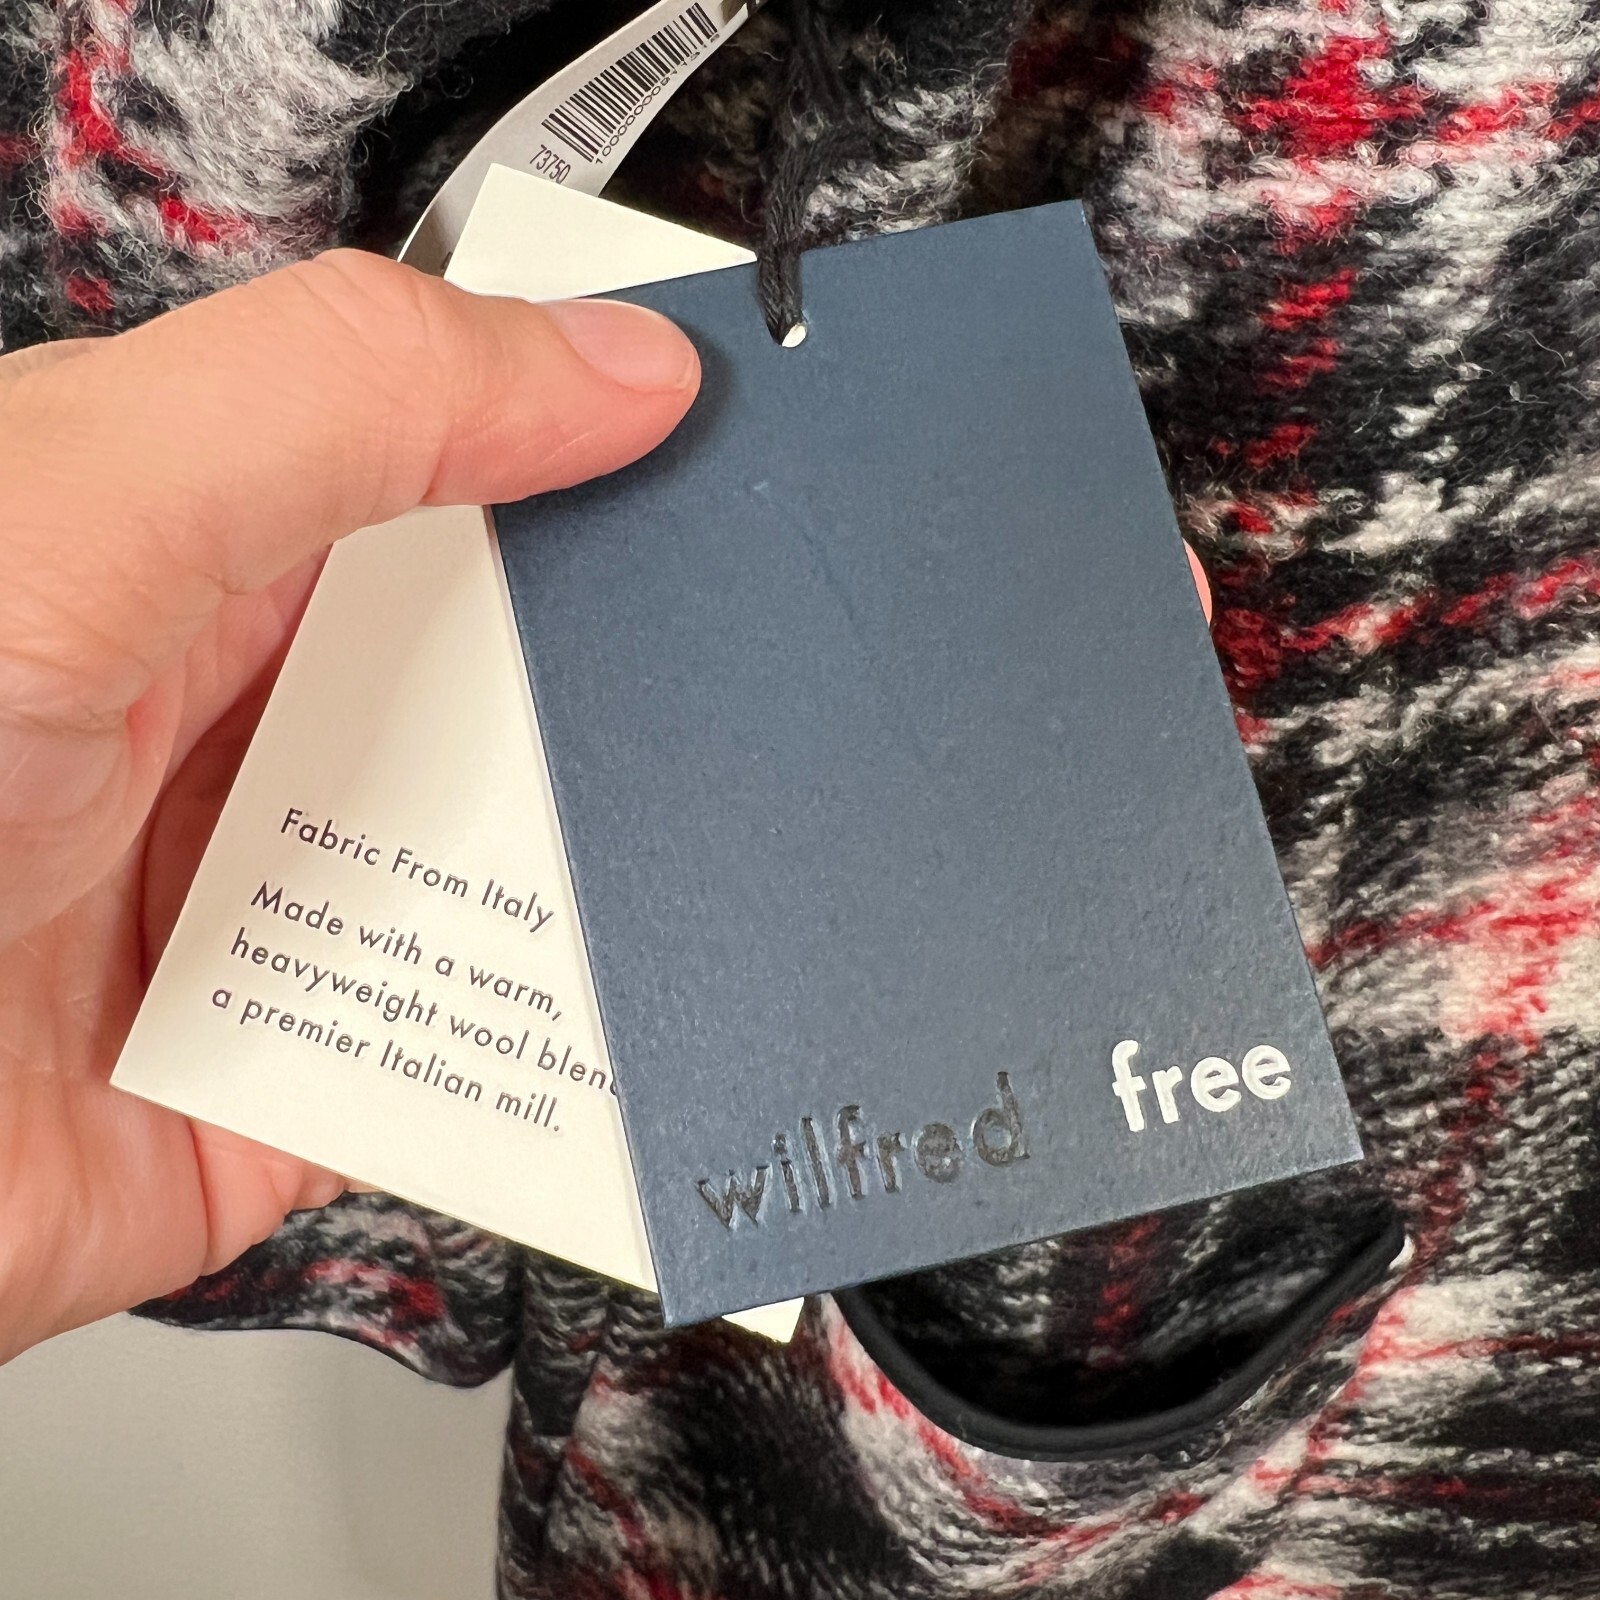 73750
Fabric From Italy
Made with a warm,
heavyweight wool blend
a premier Italian mill.
wilfred free